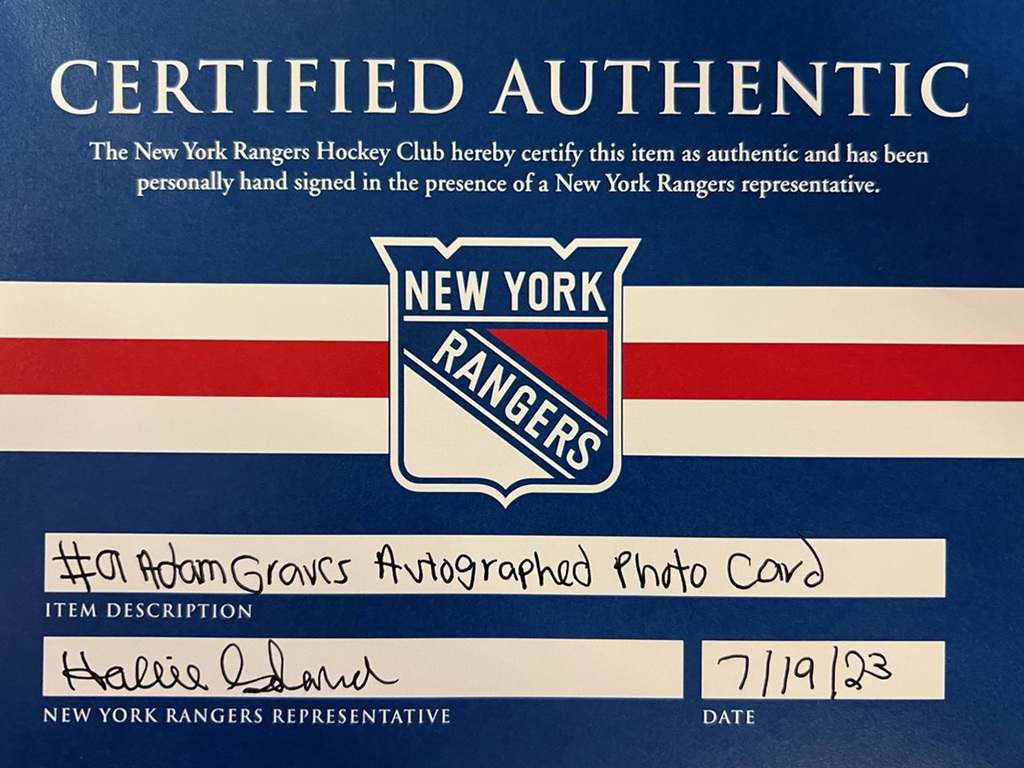 CERTIFIED AUTHENTIC
The New York Rangers Hockey Club hereby certify this item as authentic and has been
personally hand signed in the presence of a New York Rangers representative.
NEW YORK
RANGERS
#9 Adam Graves Autographed Photo Card
ITEM DESCRIPTION
Hallie
NEW YORK RANGERS REPRESENTATIVE
7/19/23
DATE